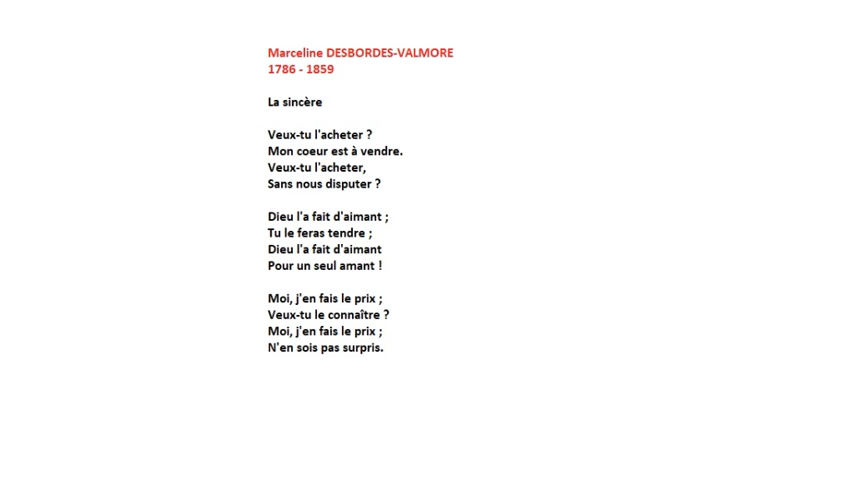 Marceline DESBORDES-VALMORE
1786 - 1859
La sincère
Veux-tu l'acheter ?
Mon coeur est à vendre.
Veux-tu l'acheter,
Sans nous disputer ?
Dieu l'a fait d'aimant ;
Tu le feras tendre ;
Dieu l'a fait d'aimant
Pour un seul amant !
Moi, j'en fais le prix ;
Veux-tu le connaître ?
Moi, j'en fais le prix ;
N'en sois pas surpris.